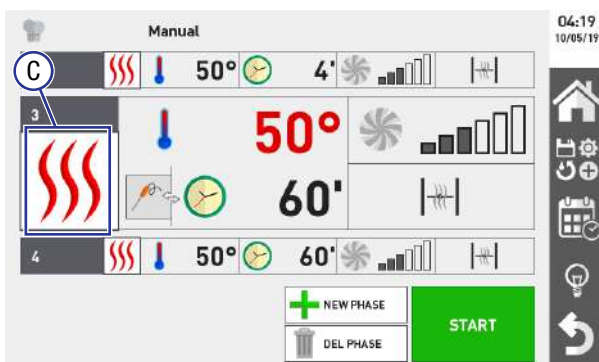 Manual
04:19
10/05/19
50° 4'
C
3
50°
60'
4 50° 60'
NEW PHASE
DEL PHASE
START